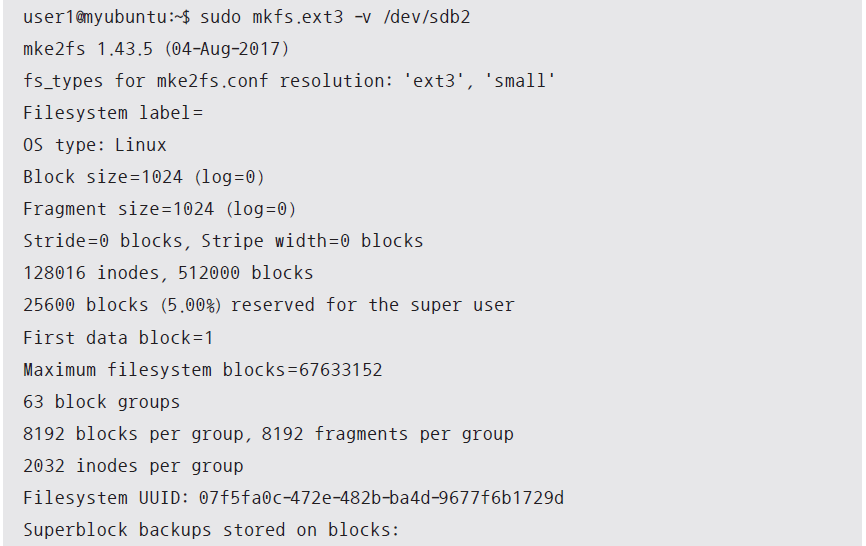 user1@myubuntu:~$ sudo mkfs.ext3 -v /dev/sdb2
mke2fs 1.43.5 (04-Aug-2017)
fs_types for mke2fs.conf resolution: 'ext3', 'small'
Filesystem label=
OS type: Linux
Block size=1024 (log=0)
Fragment size=1024 (log=0)
Stride=0 blocks, Stripe width=0 blocks
128016 inodes, 512000 blocks
25600 blocks (5.00%) reserved for the super user
First data block=1
Maximum filesystem blocks=67633152
63 block groups
8192 blocks per group, 8192 fragments per group
2032 inodes per group
Filesystem UUID: 07f5fa0c-472e-482b-ba4d-9677f6b1729d
Superblock backups stored on blocks: